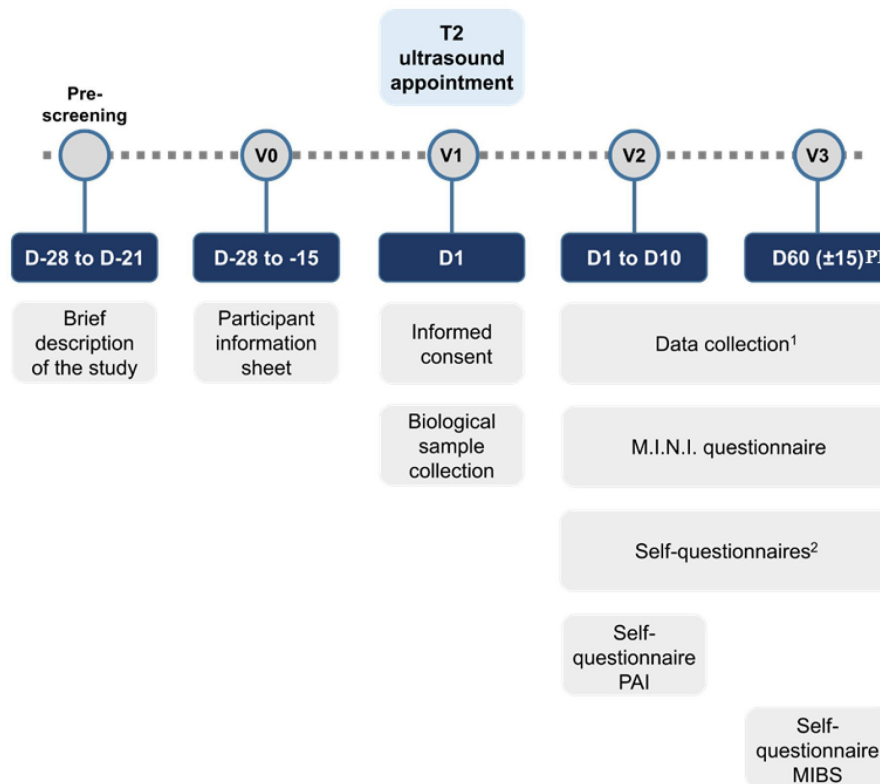 T2
ultrasound
appointment
Pre-
screening
V0
V1
V2
V3
D-28 to D-21
D-28 to -15
D1
D1 to D10
D60 (±15)
Brief
description
of the study
Participant
information
sheet
Informed
consent
Data collection¹
Biological
sample
collection
M.I.N.I. questionnaire
Self-questionnaires²
Self-
questionnaire
PAI
Self-
questionnaire
MIBS